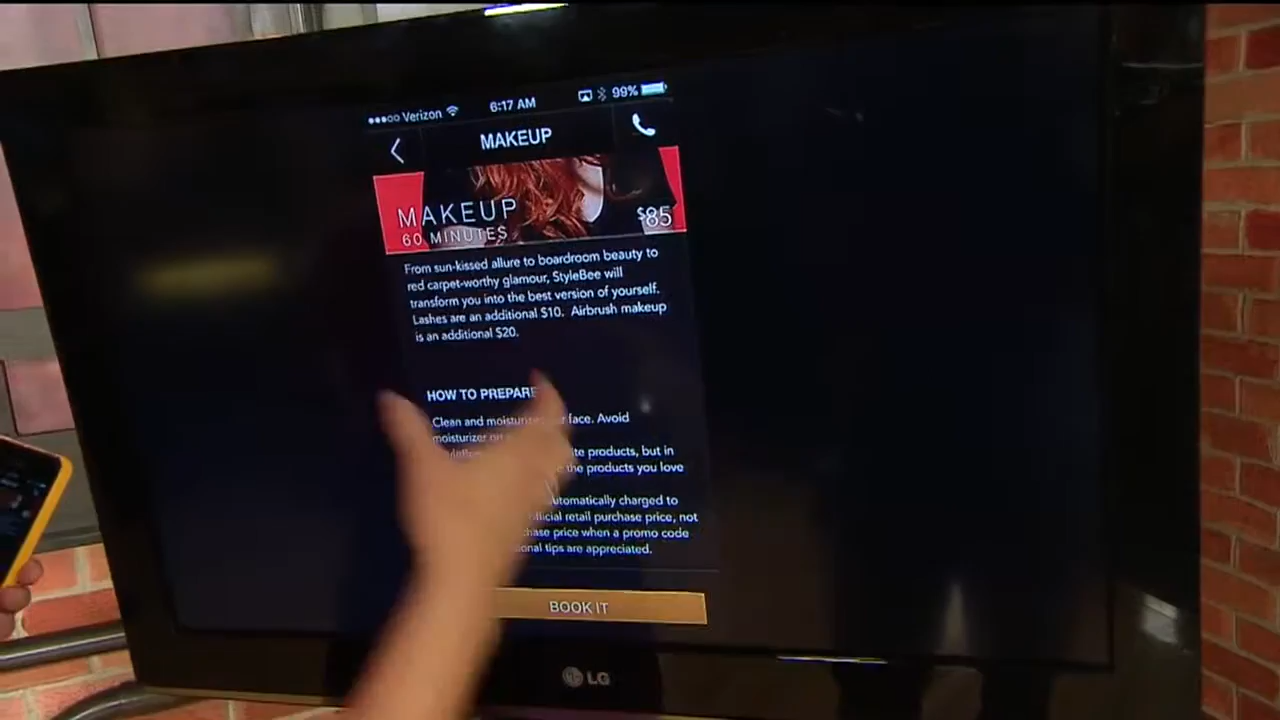 ●●●○○ Verizon 6:17 AM 99%
MAKEUP
MAKEUP $85
60 MINUTES
From sun-kissed allure to boardroom beauty to
red carpet-worthy glamour, StyleBee will
transform you into the best version of yourself.
Lashes are an additional $10. Airbrush makeup
is an additional $20.
HOW TO PREPARE
Clean and face. Avoid
moisturizer on
products, but in
the products you love
automatically charged to
retail purchase price, not
price when a promo code
tips are appreciated.
BOOK IT
LG